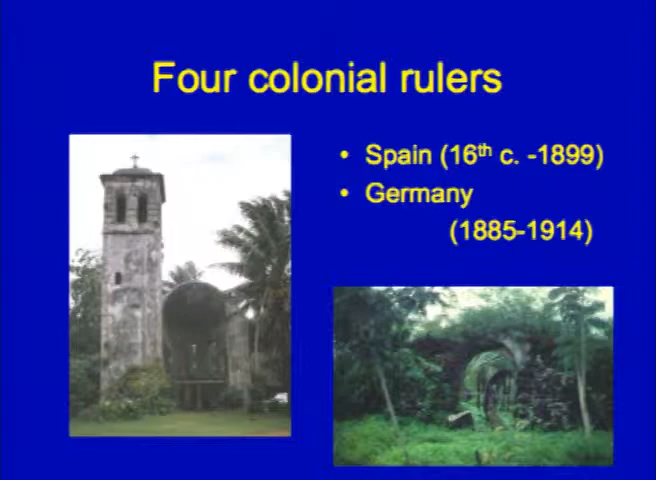 Four colonial rulers
• Spain (16th c. -1899)
• Germany
(1885-1914)